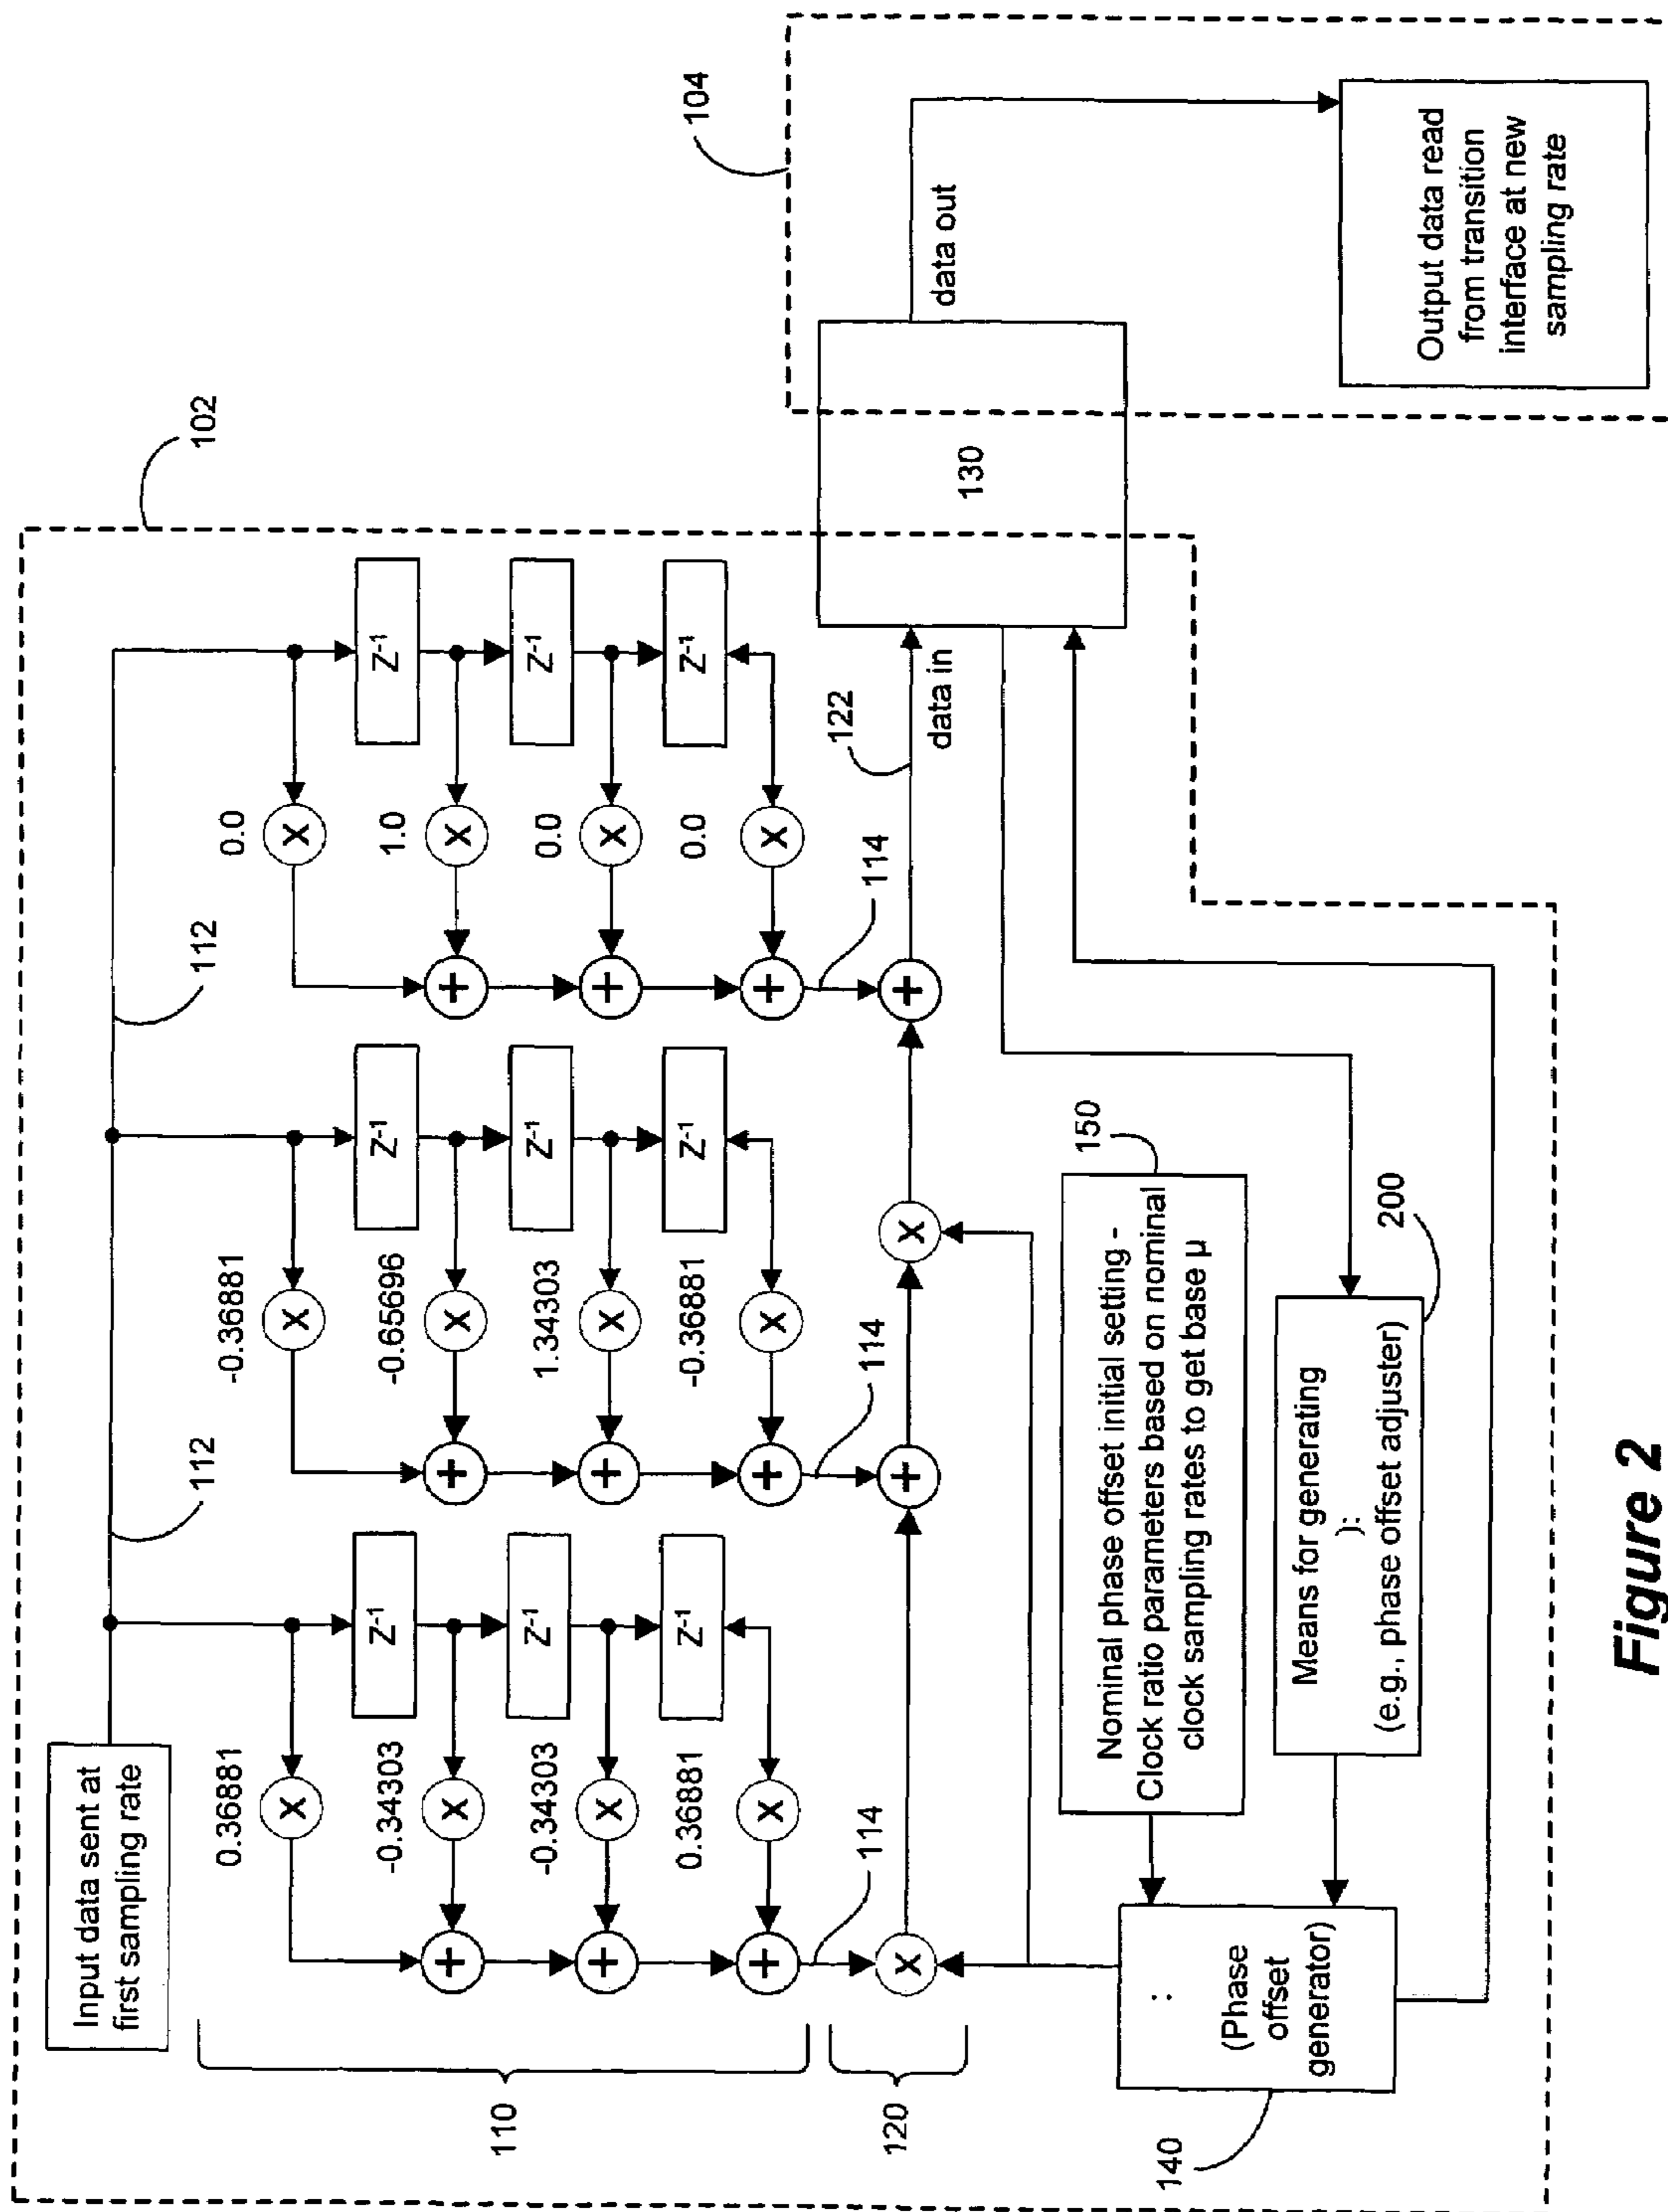 102
104
Input data sent at
first sampling rate
112
112
0.36881
-0.34303
-0.34303
0.36881
-0.36881
-0.65696
1.34303
-0.36881
0.0
1.0
0.0
0.0
Z-1
Z-1
Z-1
Z-1
Z-1
Z-1
Z-1
Z-1
Z-1
X
X
X
X
X
X
X
X
X
X
X
X
+
+
+
+
+
+
+
+
+
110
114
114
114
120
X
+
X
+
122
data in
130
data out
Output data read
from transition
interface at new
sampling rate
150
Nominal phase offset initial setting -
Clock ratio parameters based on nominal
clock sampling rates to get base μ
140
:
(Phase
offset
generator)
200
Means for generating
):
(e.g., phase offset adjuster)
Figure 2